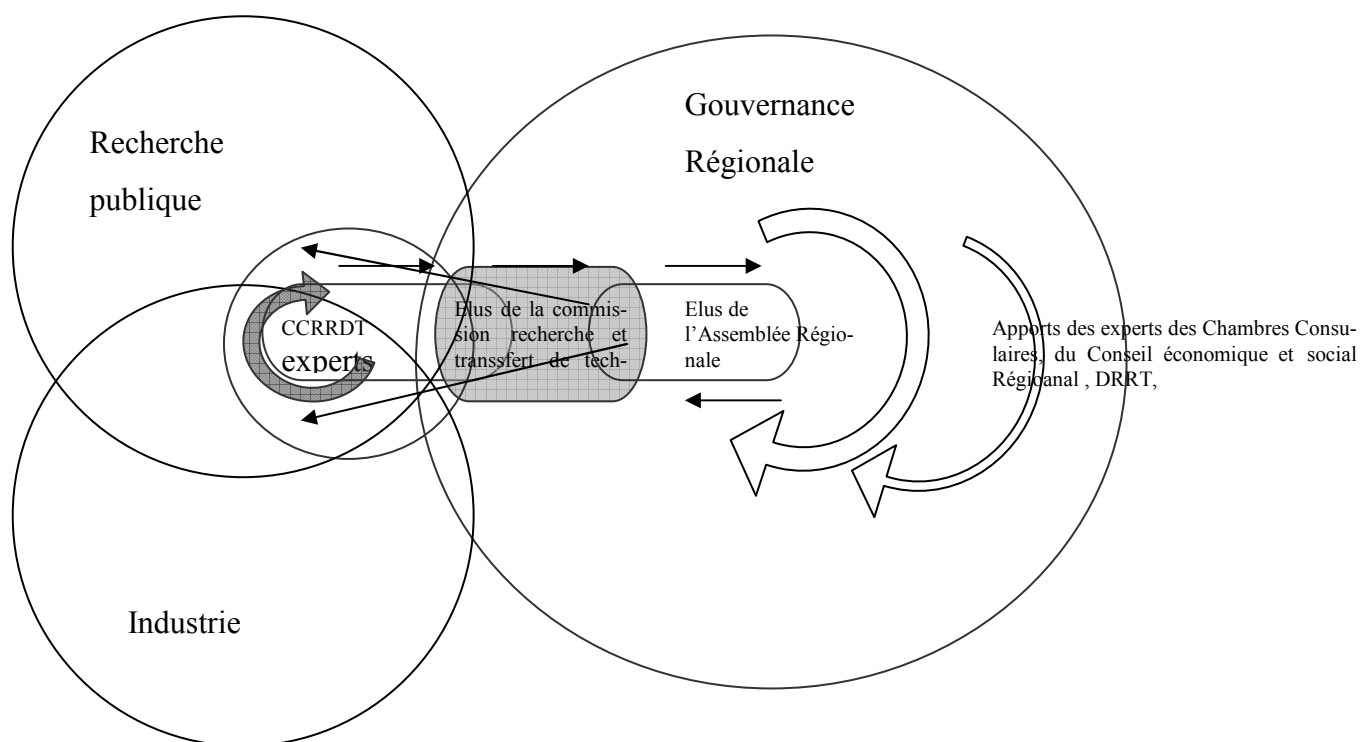 Recherche
publique
Gouvernance
Régionale
CCRRDT
experts
Elus de la commis-
sion recherche et
transsfert de tech-
Elus de
l’Assemblée Régio-
nale
Apports des experts des Chambres Consu-
laires, du Conseil économique et social
Régioanal , DRRT,
Industrie